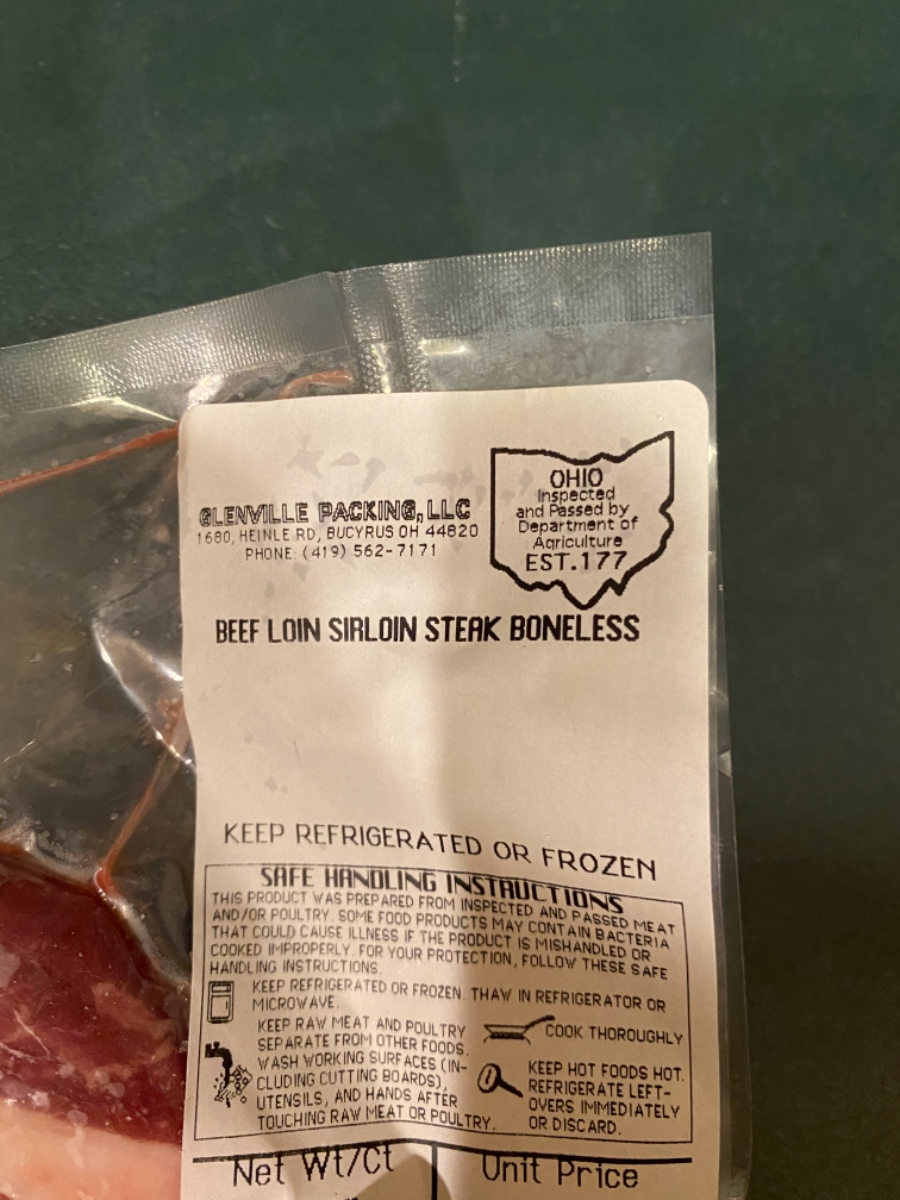 GLENVILLE PACKING, LLC
1680, HEINLE RD, BUCYRUS OH 44820
PHONE: (419) 562-7171
OHIO
Inspected
and Passed by
Department of
Agriculture
EST.177
BEEF LOIN SIRLOIN STEAK BONELESS
KEEP REFRIGERATED OR FROZEN
SAFE HANDLING INSTRUCTIONS
THIS PRODUCT WAS PREPARED FROM INSPECTED AND PASSED MEAT
AND/OR POULTRY. SOME FOOD PRODUCTS MAY CONTAIN BACTERIA
THAT COULD CAUSE ILLNESS IF THE PRODUCT IS MISHANDLED OR
COOKED IMPROPERLY. FOR YOUR PROTECTION, FOLLOW THESE SAFE
HANDLING INSTRUCTIONS.
KEEP REFRIGERATED OR FROZEN. THAW IN REFRIGERATOR OR
MICROWAVE.
KEEP RAW MEAT AND POULTRY
SEPARATE FROM OTHER FOODS.
WASH WORKING SURFACES (IN-
CLUDING CUTTING BOARDS),
UTENSILS, AND HANDS AFTER
TOUCHING RAW MEAT OR POULTRY.
COOK THOROUGHLY
KEEP HOT FOODS HOT.
REFRIGERATE LEFT-
OVERS IMMEDIATELY
OR DISCARD.
Net Wt/Ct
Unit Price